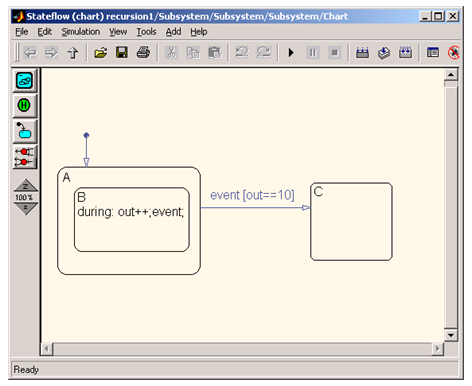 Stateflow (chart) recursion1/Subsystem/Subsystem/Subsystem/Chart
File Edit Simulation View Tools Add Help
H
Z
100 %
z
A
B
during: out++;event;
event [out==10]
C
Ready